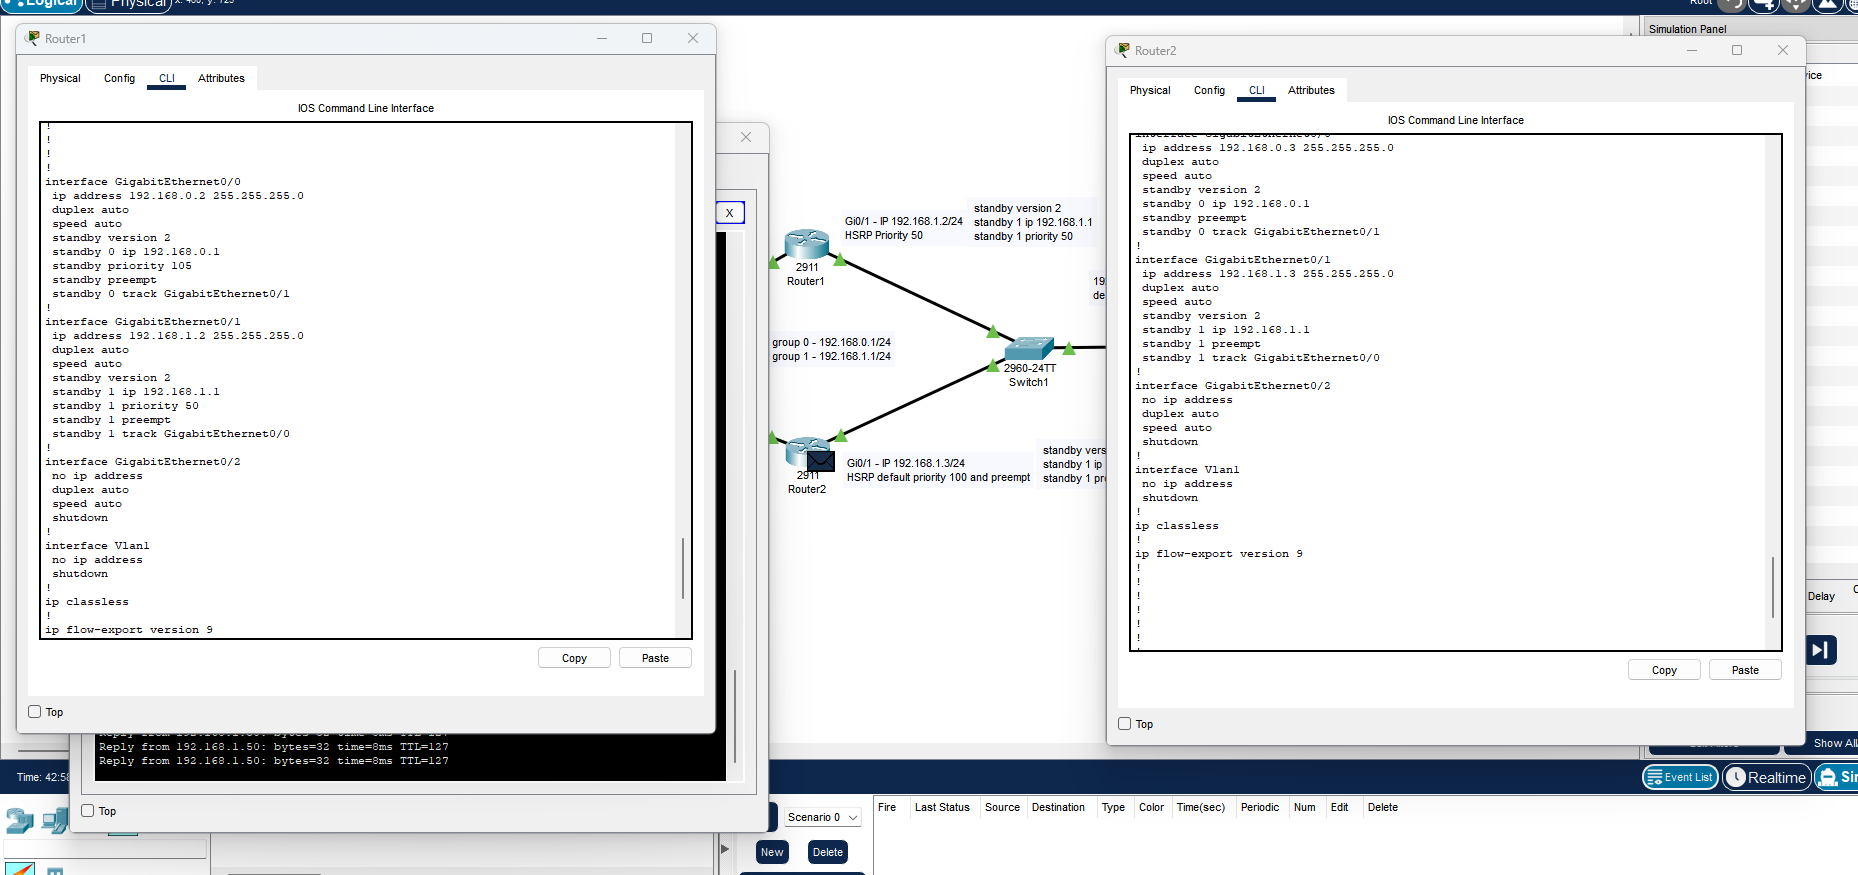 Logical
Physical
x: 460, y: 725
Root
Simulation Panel
Router1
Physical
Config
CLI
Attributes
IOS Command Line Interface
!
!
!
!
interface GigabitEthernet0/0
ip address 192.168.0.2 255.255.255.0
duplex auto
speed auto
standby version 2
standby 0 ip 192.168.0.1
standby priority 105
standby preempt
standby 0 track GigabitEthernet0/1
!
interface GigabitEthernet0/1
ip address 192.168.1.2 255.255.255.0
duplex auto
speed auto
standby version 2
standby 1 ip 192.168.1.1
standby 1 priority 50
standby 1 preempt
standby 1 track GigabitEthernet0/0
!
interface GigabitEthernet0/2
no ip address
duplex auto
speed auto
shutdown
!
interface Vlan1
no ip address
shutdown
!
ip classless
!
ip flow-export version 9
Copy
Paste
Top
X
Reply from 192.168.1.50: bytes=32 time=8ms TTL=127
Reply from 192.168.1.50: bytes=32 time=8ms TTL=127
Top
Gi0/1 - IP 192.168.1.2/24
HSRP Priority 50
standby version 2
standby 1 ip 192.168.1.1
standby 1 priority 50
2911
Router1
19
de
group 0 - 192.168.0.1/24
group 1 - 192.168.1.1/24
2960-24TT
Switch1
2911
Router2
Gi0/1 - IP 192.168.1.3/24
HSRP default priority 100 and preempt
standby vers
standby 1 ip
standby 1 pr
Router2
Physical
Config
CLI
Attributes
IOS Command Line Interface
interface GigabitEthernet0/0
ip address 192.168.0.3 255.255.255.0
duplex auto
speed auto
standby version 2
standby 0 ip 192.168.0.1
standby preempt
standby 0 track GigabitEthernet0/1
!
interface GigabitEthernet0/1
ip address 192.168.1.3 255.255.255.0
duplex auto
speed auto
standby version 2
standby 1 ip 192.168.1.1
standby 1 preempt
standby 1 track GigabitEthernet0/0
!
interface GigabitEthernet0/2
no ip address
duplex auto
speed auto
shutdown
!
interface Vlan1
no ip address
shutdown
!
ip classless
!
ip flow-export version 9
!
!
!
!
!
!
Copy
Paste
Top
ice
Delay
Show All
Time: 42:58
Event List
Realtime
Sim
Scenario 0
New
Delete
Fire
Last Status
Source
Destination
Type
Color
Time(sec)
Periodic
Num
Edit
Delete